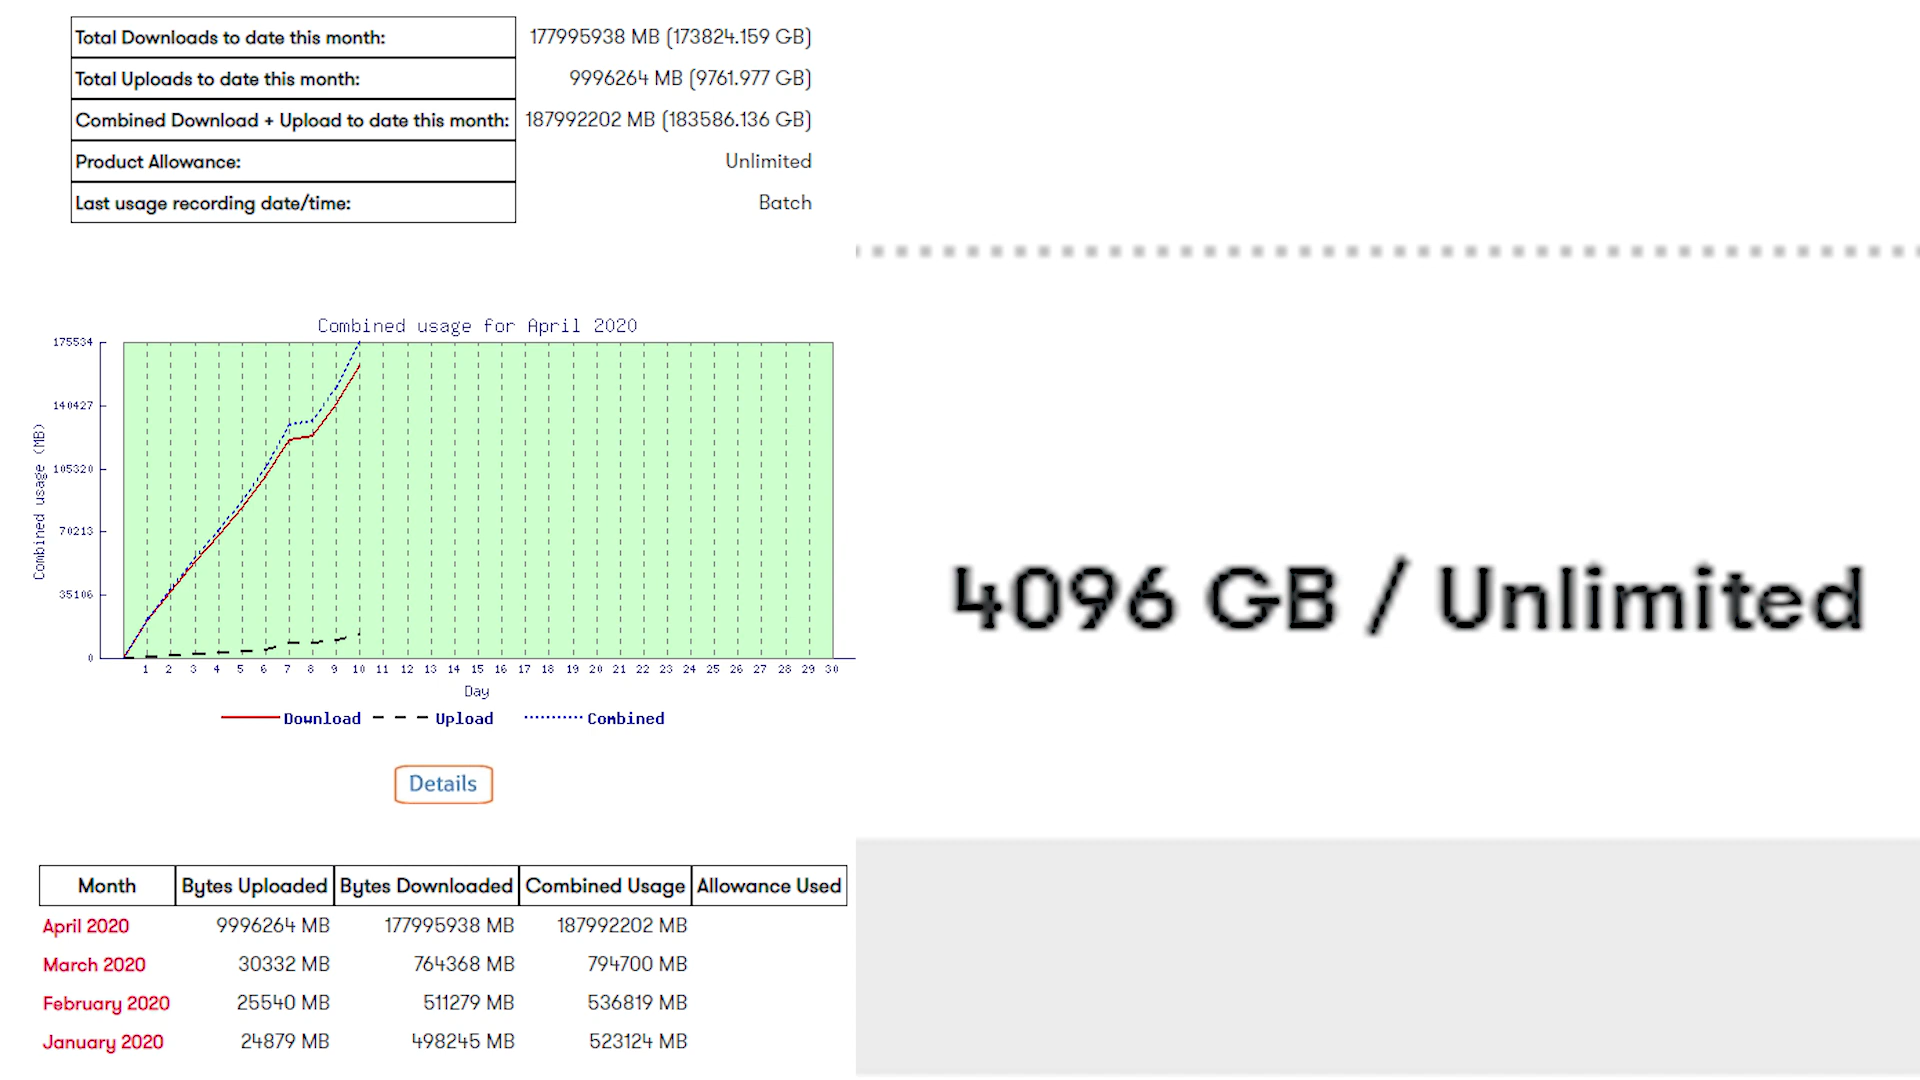 Total Downloads to date this month: 177995938 MB (173824.159 GB)
Total Uploads to date this month: 9996264 MB (9761.977 GB)
Combined Download + Upload to date this month: 187992202 MB (183586.136 GB)
Product Allowance: Unlimited
Last usage recording date/time: Batch
Combined usage for April 2020
175534
140427
105320
70213
35106
0
Combined usage (MB)
1 2 3 4 5 6 7 8 9 10 11 12 13 14 15 16 17 18 19 20 21 22 23 24 25 26 27 28 29 30
Day
Download Upload Combined
Details
Month Bytes Uploaded Bytes Downloaded Combined Usage Allowance Used
April 2020 9996264 MB 177995938 MB 187992202 MB
March 2020 30332 MB 764368 MB 794700 MB
February 2020 25540 MB 511279 MB 536819 MB
January 2020 24879 MB 498245 MB 523124 MB
4096 GB / Unlimited